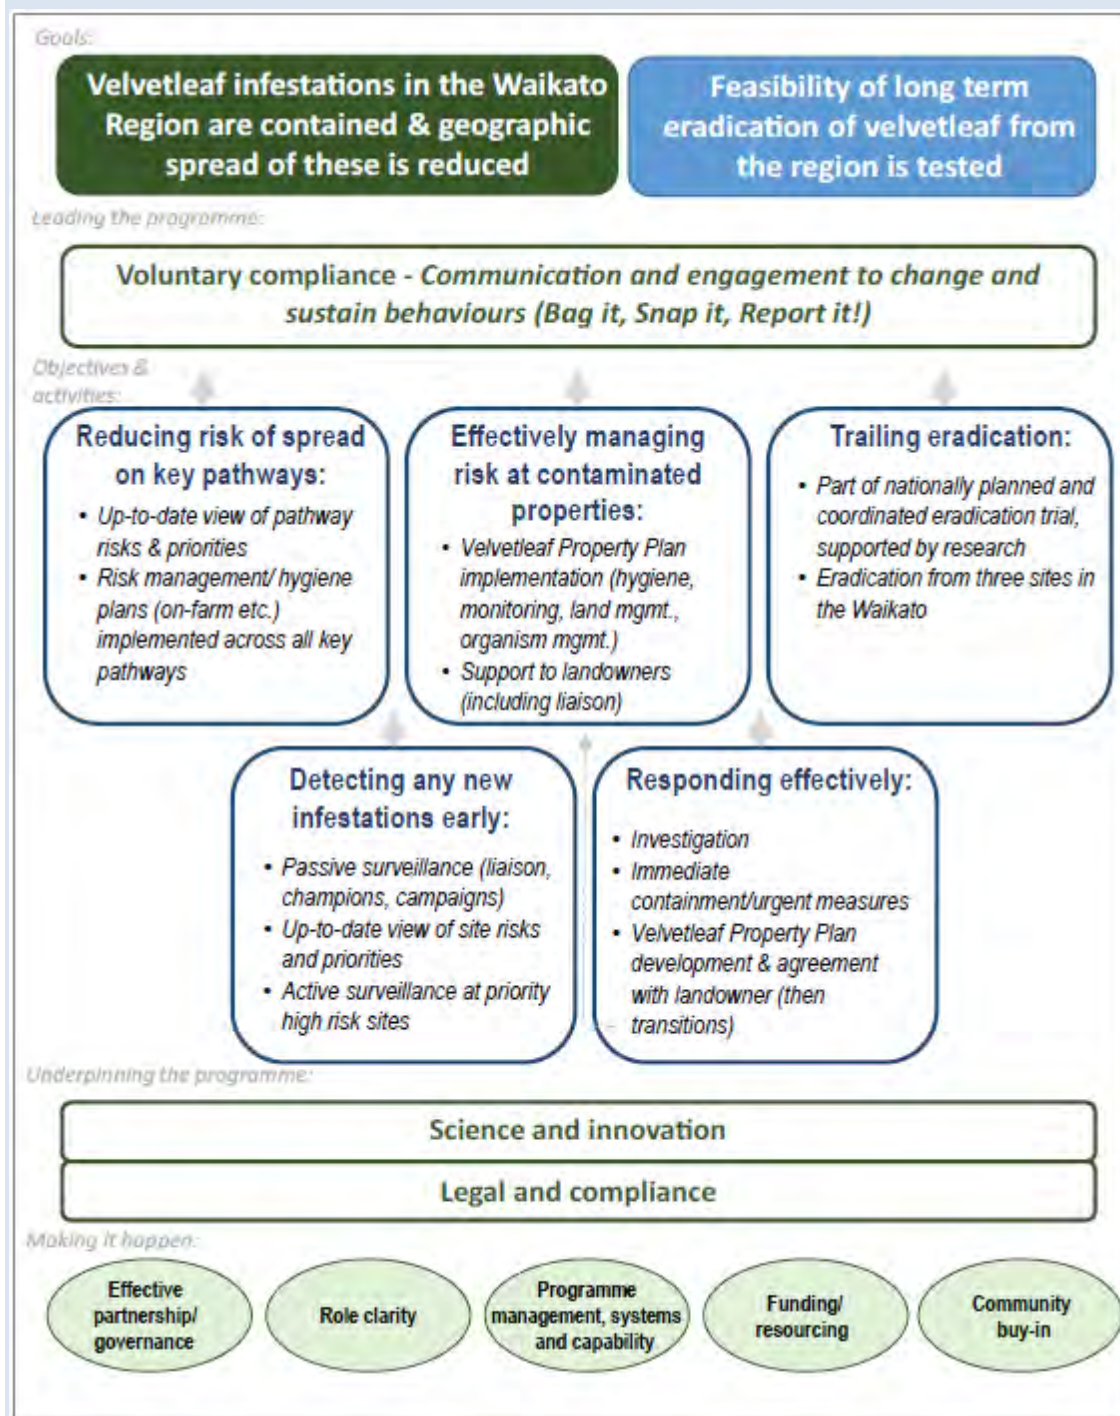 Goals:
Velvetleaf infestations in the Waikato
Region are contained & geographic
spread of these is reduced
Feasibility of long term
eradication of velvetleaf from
the region is tested
Leading the programme:
Voluntary compliance - Communication and engagement to change and
sustain behaviours (Bag it, Snap it, Report it!)
Objectives &
activities:
Reducing risk of spread
on key pathways:
• Up-to-date view of pathway
risks & priorities
• Risk management/ hygiene
plans (on-farm etc.)
implemented across all key
pathways
Effectively managing
risk at contaminated
properties:
• Velvetleaf Property Plan
implementation (hygiene,
monitoring, land mgmt.,
organism mgmt.)
• Support to landowners
(including liaison)
Trailing eradication:
• Part of nationally planned and
coordinated eradication trial,
supported by research
• Eradication from three sites in
the Waikato
Detecting any new
infestations early:
• Passive surveillance (liaison,
champions, campaigns)
• Up-to-date view of site risks
and priorities
• Active surveillance at priority
high risk sites
Responding effectively:
• Investigation
• Immediate
containment/urgent measures
• Velvetleaf Property Plan
development & agreement
with landowner (then
transitions)
Underpinning the programme:
Science and innovation
Legal and compliance
Making it happen:
Effective
partnership/
governance
Role clarity
Programme
management, systems
and capability
Funding/
resourcing
Community
buy-in